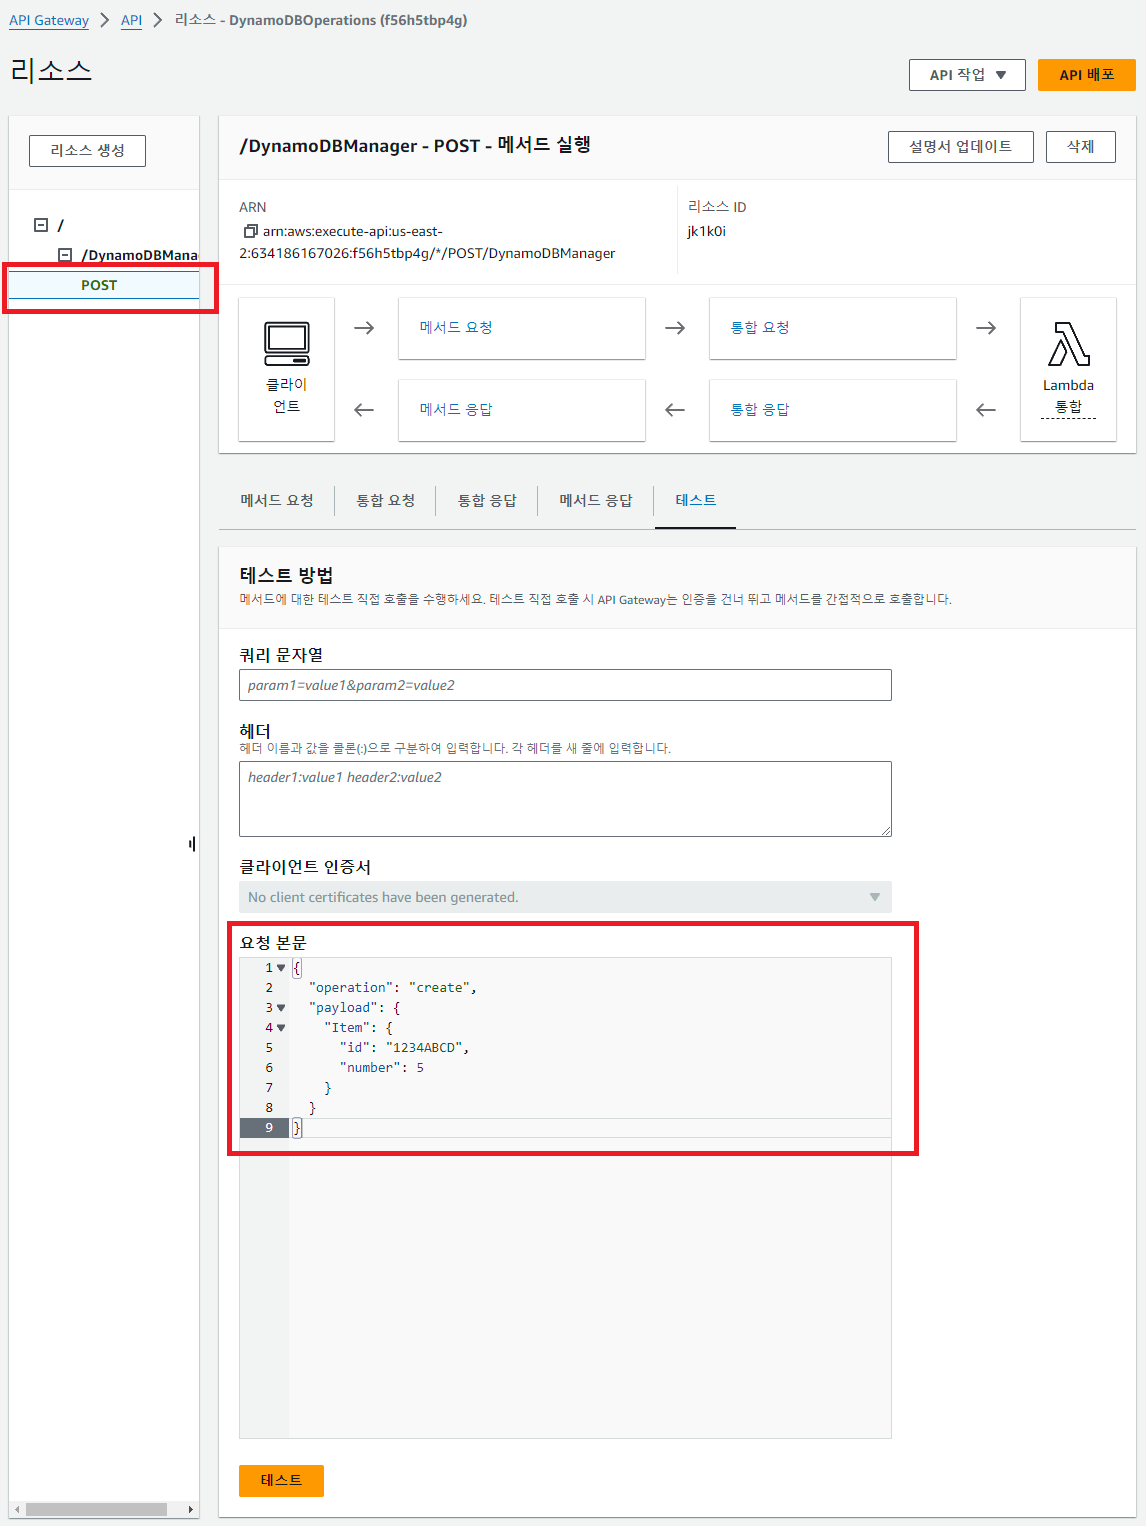 API Gateway > API > 리소스 - DynamoDBOperations (f56h5tbp4g)
리소스
API 작업 ▼
API 배포
리소스 생성
/
/DynamoDBMana
POST
/DynamoDBManager - POST - 메서드 실행
설명서 업데이트
삭제
ARN
arn:aws:execute-api:us-east-
2:634186167026:f56h5tbp4g/*/POST/DynamoDBManager
리소스 ID
jk1k0i
클라이
언트
메서드 요청
통합 요청
메서드 응답
통합 응답
Lambda
통합
메서드 요청
통합 요청
통합 응답
메서드 응답
테스트
테스트 방법
메서드에 대한 테스트 직접 호출을 수행하세요. 테스트 직접 호출 시 API Gateway는 인증을 건너 뛰고 메서드를 간접적으로 호출합니다.
쿼리 문자열
param1=value1&param2=value2
헤더
헤더 이름과 값을 콜론(:)으로 구분하여 입력합니다. 각 헤더를 새 줄에 입력합니다.
header1:value1 header2:value2
클라이언트 인증서
No client certificates have been generated.
요청 본문
1 {
2 "operation": "create",
3 "payload": {
4 "Item": {
5 "id": "1234ABCD",
6 "number": 5
7 }
8 }
9 }
테스트